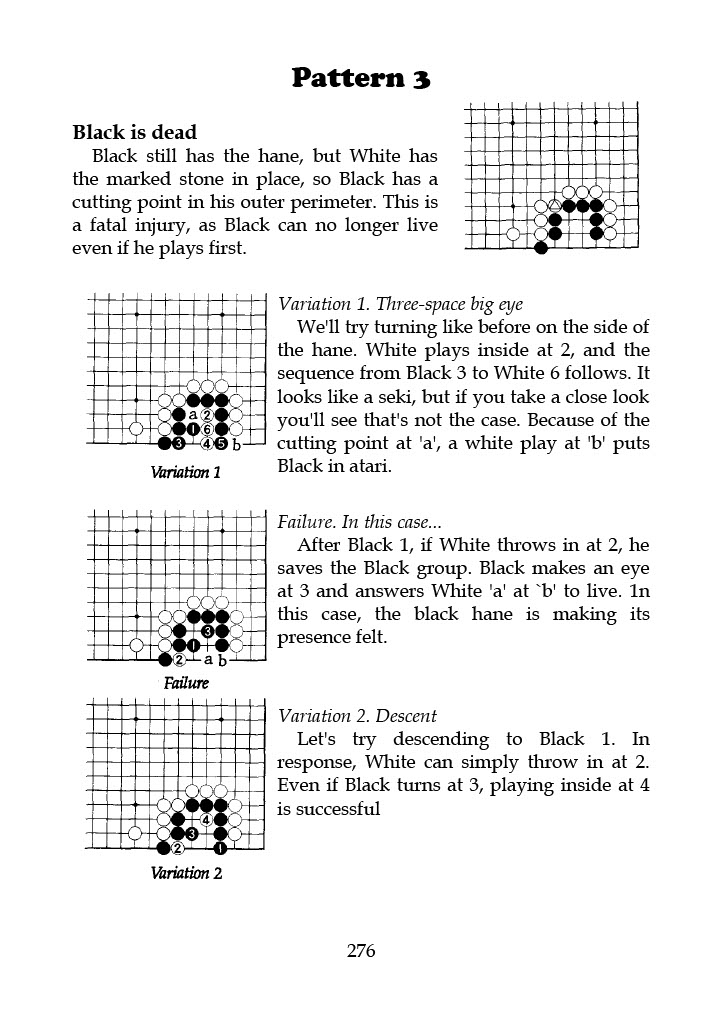 Pattern 3
Black is dead
Black still has the hane, but White has
the marked stone in place, so Black has a
cutting point in his outer perimeter. This is
a fatal injury, as Black can no longer live
even if he plays first.
Variation 1. Three-space big eye
We'll try turning like before on the side of
the hane. White plays inside at 2, and the
sequence from Black 3 to White 6 follows. It
looks like a seki, but if you take a close look
you'll see that's not the case. Because of the
cutting point at 'a', a white play at 'b' puts
Black in atari.
a 2
1 6
3 4 5 b
Variation 1
Failure. In this case...
After Black 1, if White throws in at 2, he
saves the Black group. Black makes an eye
at 3 and answers White 'a' at `b' to live. 1n
this case, the black hane is making its
presence felt.
3
1
2 a b
Failure
Variation 2. Descent
Let's try descending to Black 1. In
response, White can simply throw in at 2.
Even if Black turns at 3, playing inside at 4
is successful
4
3
2 1
Variation 2
276